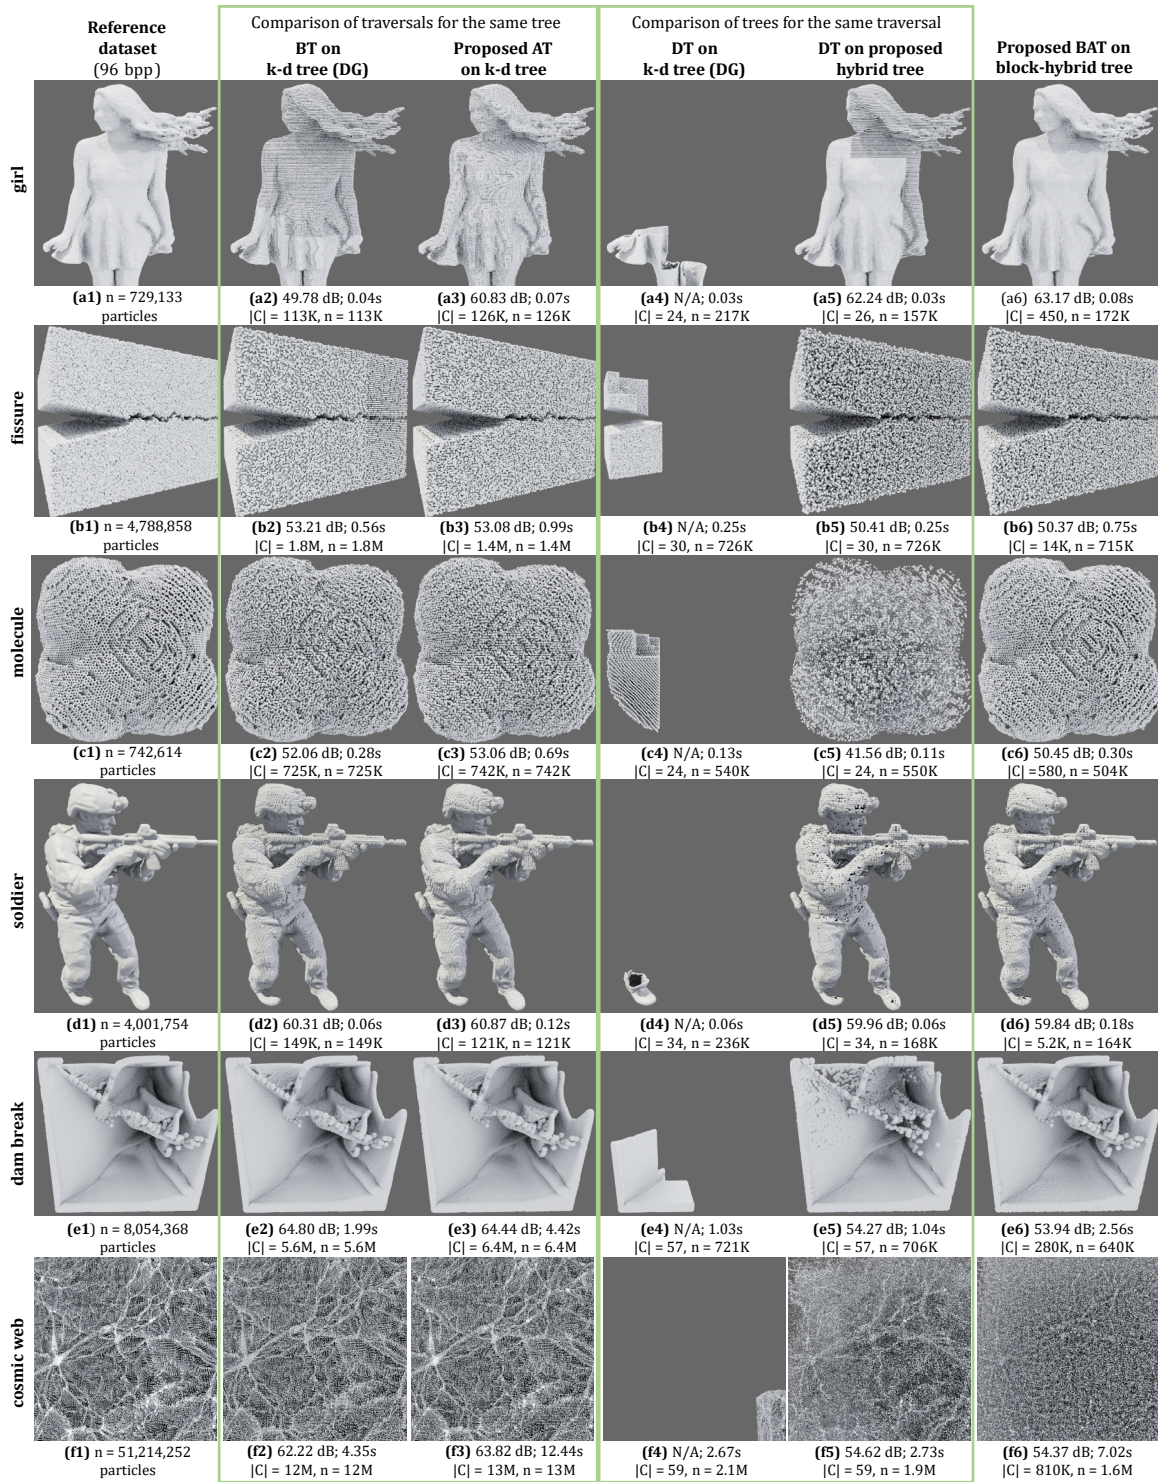 Comparison of traversals for the same tree
Comparison of trees for the same traversal
Reference
dataset
(96 bpp)
BT on
k-d tree (DG)
Proposed AT
on k-d tree
DT on
k-d tree (DG)
DT on proposed
hybrid tree
Proposed BAT on
block-hybrid tree
girl
(a1) n = 729,133
particles
(a2) 49.78 dB; 0.04s
|C| = 113K, n = 113K
(a3) 60.83 dB; 0.07s
|C| = 126K, n = 126K
(a4) N/A; 0.03s
|C| = 24, n = 217K
(a5) 62.24 dB; 0.03s
|C| = 26, n = 157K
(a6) 63.17 dB; 0.08s
|C| = 450, n = 172K
fissure
(b1) n = 4,788,858
particles
(b2) 53.21 dB; 0.56s
|C| = 1.8M, n = 1.8M
(b3) 53.08 dB; 0.99s
|C| = 1.4M, n = 1.4M
(b4) N/A; 0.25s
|C| = 30, n = 726K
(b5) 50.41 dB; 0.25s
|C| = 30, n = 726K
(b6) 50.37 dB; 0.75s
|C| = 14K, n = 715K
molecule
(c1) n = 742,614
particles
(c2) 52.06 dB; 0.28s
|C| = 725K, n = 725K
(c3) 53.06 dB; 0.69s
|C| = 742K, n = 742K
(c4) N/A; 0.13s
|C| = 24, n = 540K
(c5) 41.56 dB; 0.11s
|C| = 24, n = 550K
(c6) 50.45 dB; 0.30s
|C| =580, n = 504K
soldier
(d1) n = 4,001,754
particles
(d2) 60.31 dB; 0.06s
|C| = 149K, n = 149K
(d3) 60.87 dB; 0.12s
|C| = 121K, n = 121K
(d4) N/A; 0.06s
|C| = 34, n = 236K
(d5) 59.96 dB; 0.06s
|C| = 34, n = 168K
(d6) 59.84 dB; 0.18s
|C| = 5.2K, n = 164K
dam break
(e1) n = 8,054,368
particles
(e2) 64.80 dB; 1.99s
|C| = 5.6M, n = 5.6M
(e3) 64.44 dB; 4.42s
|C| = 6.4M, n = 6.4M
(e4) N/A; 1.03s
|C| = 57, n = 721K
(e5) 54.27 dB; 1.04s
|C| = 57, n = 706K
(e6) 53.94 dB; 2.56s
|C| = 280K, n = 640K
cosmic web
(f1) n = 51,214,252
particles
(f2) 62.22 dB; 4.35s
|C| = 12M, n = 12M
(f3) 63.82 dB; 12.44s
|C| = 13M, n = 13M
(f4) N/A; 2.67s
|C| = 59, n = 2.1M
(f5) 54.62 dB; 2.73s
|C| = 59, n = 1.9M
(f6) 54.37 dB; 7.02s
|C| = 810K, n = 1.6M